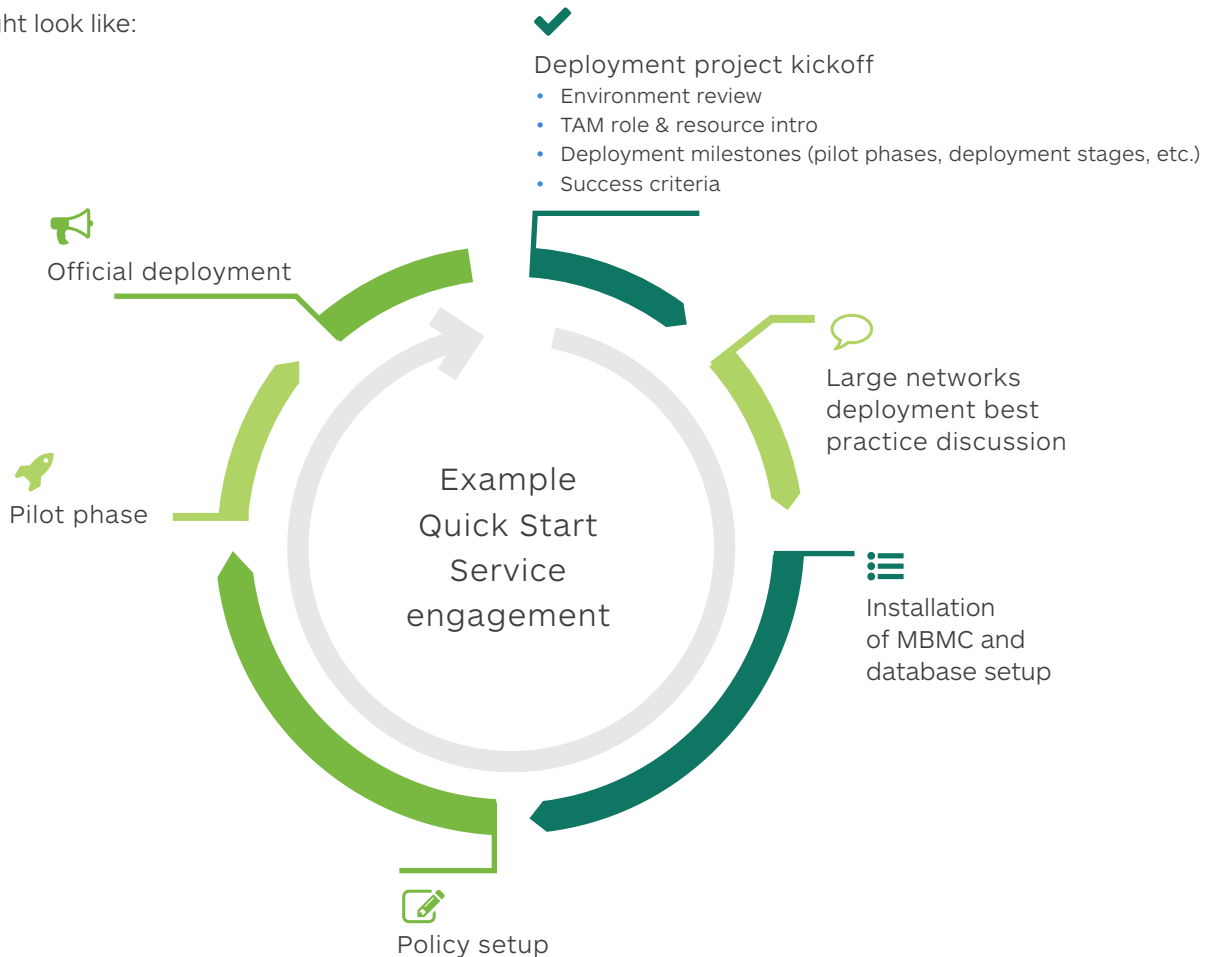 ght look like:
Deployment project kickoff
• Environment review
• TAM role & resource intro
• Deployment milestones (pilot phases, deployment stages, etc.)
• Success criteria
Large networks
deployment best
practice discussion
Installation
of MBMC and
database setup
Policy setup
Pilot phase
Official deployment
Example
Quick Start
Service
engagement